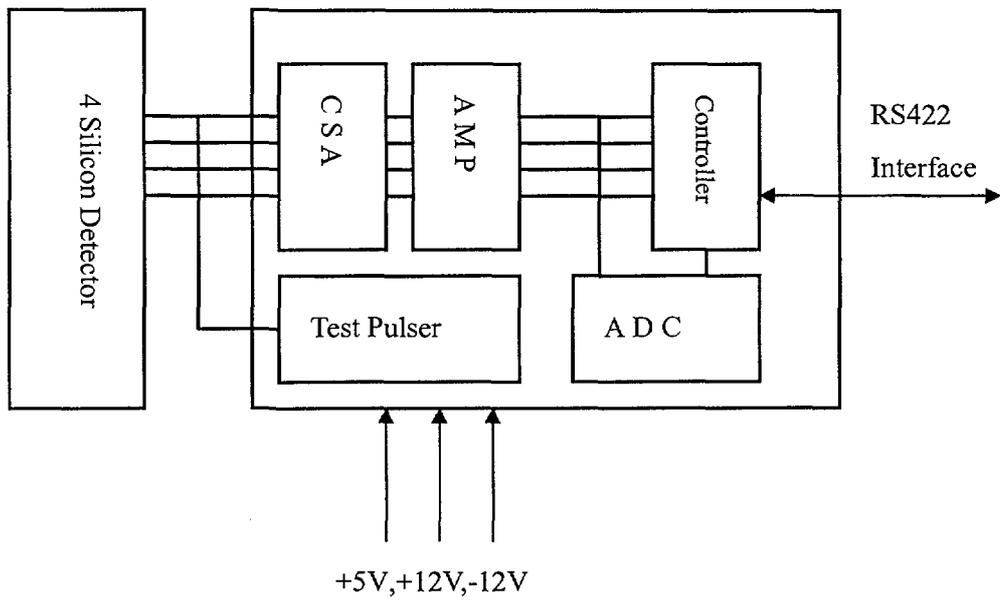 4 Silicon Detector
C S A
A M P
Controller
RS422
Interface
Test Pulser
A D C
+5V,+12V,-12V